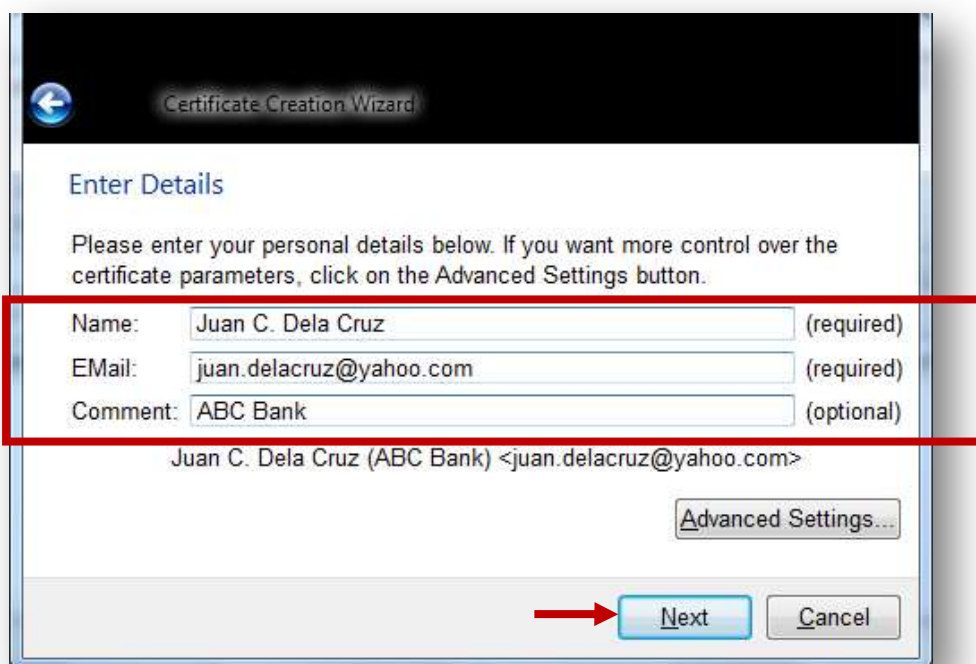 Certificate Creation Wizard
Enter Details
Please enter your personal details below. If you want more control over the
certificate parameters, click on the Advanced Settings button.
Name: Juan C. Dela Cruz (required)
EMail: juan.delacruz@yahoo.com (required)
Comment: ABC Bank (optional)
Juan C. Dela Cruz (ABC Bank) <juan.delacruz@yahoo.com>
Advanced Settings...
Next Cancel